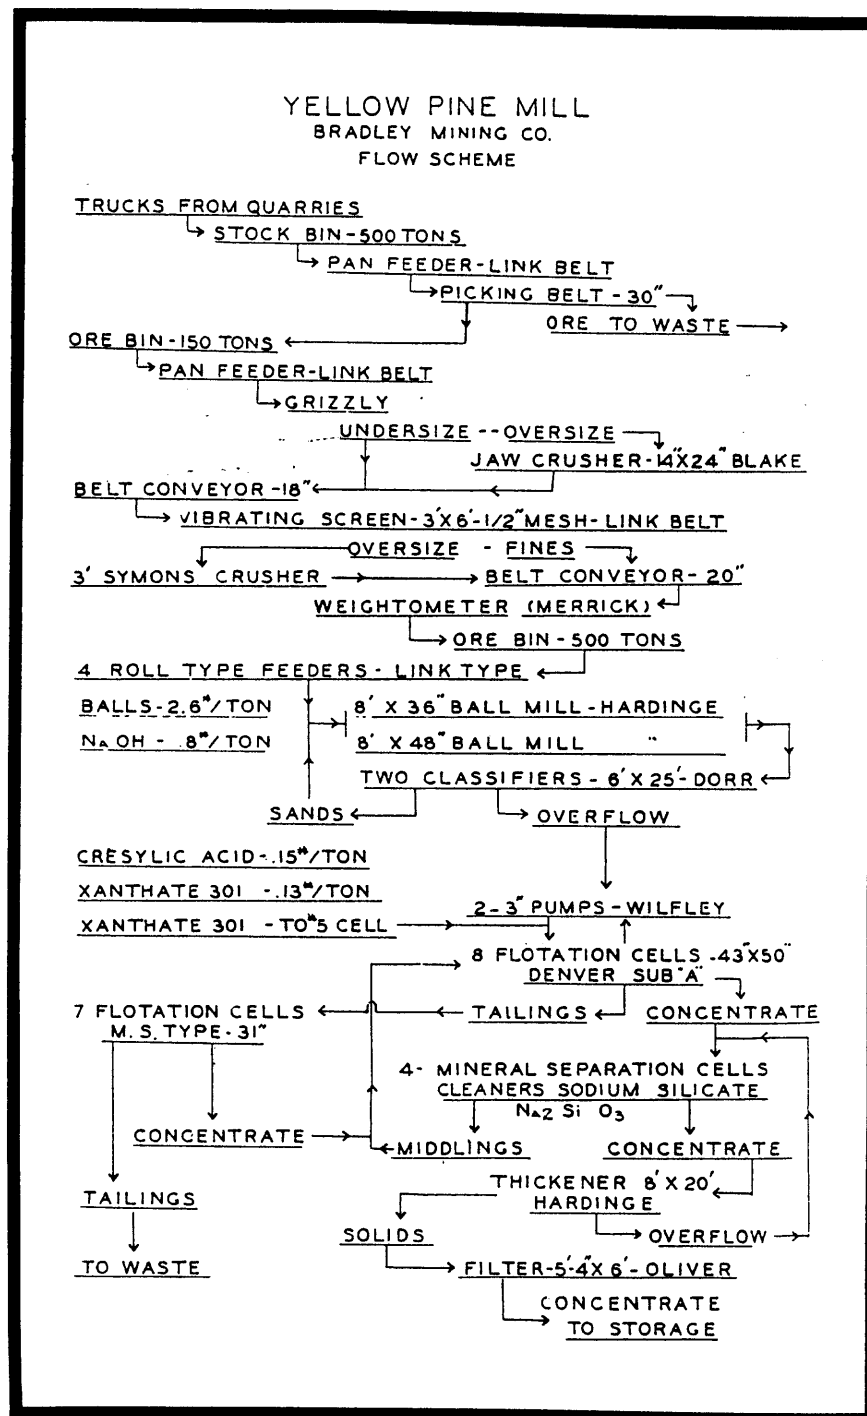 YELLOW PINE MILL
BRADLEY MINING CO.
FLOW SCHEME
TRUCKS FROM QUARRIES
STOCK BIN-500 TONS
PAN FEEDER-LINK BELT
PICKING BELT-30"
ORE TO WASTE
ORE BIN-150 TONS
PAN FEEDER-LINK BELT
GRIZZLY
UNDERSIZE -- OVERSIZE
JAW CRUSHER-14"X24" BLAKE
BELT CONVEYOR-18"
VIBRATING SCREEN-3'X6'-1/2" MESH-LINK BELT
OVERSIZE - FINES
3' SYMONS CRUSHER
BELT CONVEYOR-20"
WEIGHTOMETER (MERRICK)
ORE BIN-500 TONS
4 ROLL TYPE FEEDERS-LINK TYPE
BALLS-2.6#/TON
8' X 36" BALL MILL-HARDINGE
NaOH - .8#/TON
8' X 48" BALL MILL "
TWO CLASSIFIERS-6' X 25'-DORR
SANDS
OVERFLOW
CRESYLIC ACID-.15#/TON
XANTHATE 301 -.13#/TON
2-3" PUMPS-WILFLEY
XANTHATE 301 -TO #5 CELL
8 FLOTATION CELLS -43"X50"
DENVER SUB "A"
7 FLOTATION CELLS
M.S. TYPE-31"
TAILINGS
CONCENTRATE
4- MINERAL SEPARATION CELLS
CLEANERS SODIUM SILICATE
Na2 Si O3
CONCENTRATE
MIDDLINGS
CONCENTRATE
THICKENER 8' X 20'
HARDINGE
TAILINGS
SOLIDS
OVERFLOW
TO WASTE
FILTER-5'-4"X 6'-OLIVER
CONCENTRATE
TO STORAGE